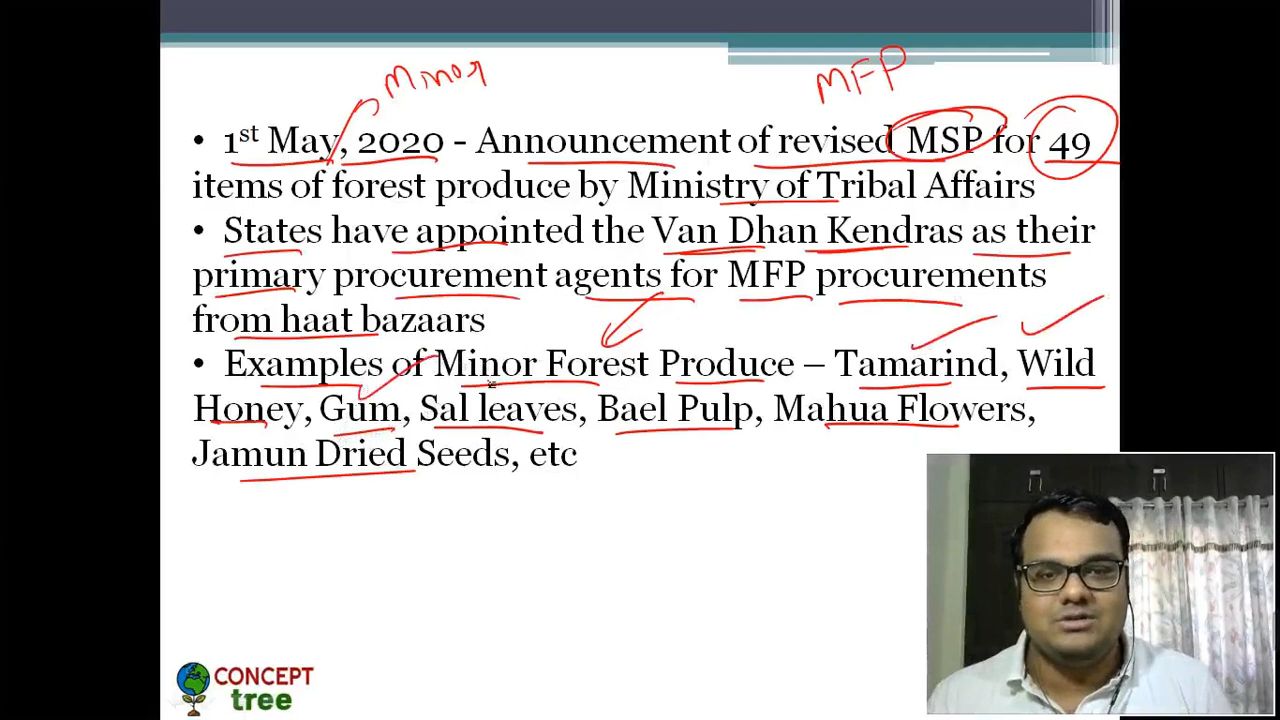 Minor
MFP
• 1st May, 2020 - Announcement of revised MSP for 49
items of forest produce by Ministry of Tribal Affairs
• States have appointed the Van Dhan Kendras as their
primary procurement agents for MFP procurements
from haat bazaars
• Examples of Minor Forest Produce – Tamarind, Wild
Honey, Gum, Sal leaves, Bael Pulp, Mahua Flowers,
Jamun Dried Seeds, etc
CONCEPT
tree